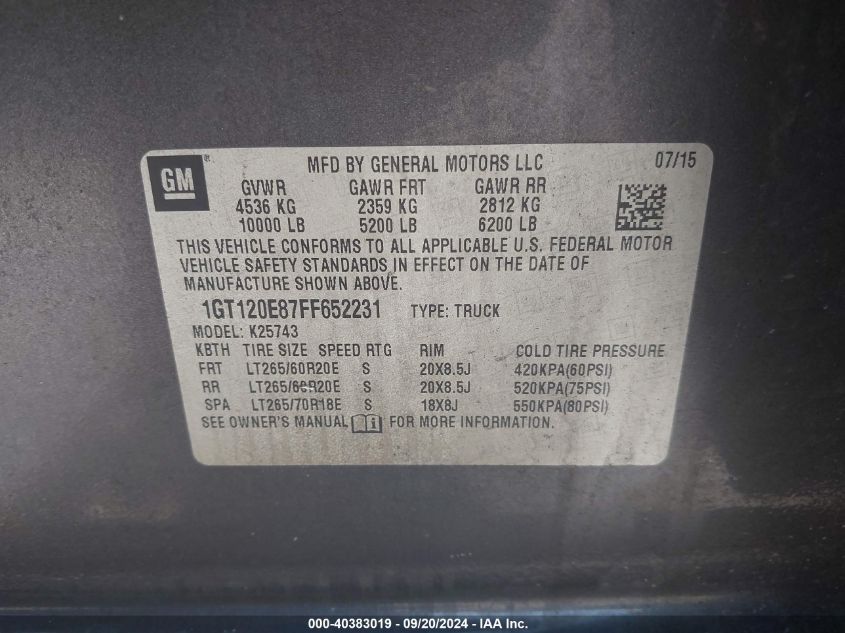 GM ® MFD BY GENERAL MOTORS LLC 07/15
GVWR GAWR FRT GAWR RR
4536 KG 2359 KG 2812 KG
10000 LB 5200 LB 6200 LB
THIS VEHICLE CONFORMS TO ALL APPLICABLE U.S. FEDERAL MOTOR
VEHICLE SAFETY STANDARDS IN EFFECT ON THE DATE OF
MANUFACTURE SHOWN ABOVE.
1GT120E87FF652231 TYPE: TRUCK
MODEL: K25743
KBTH TIRE SIZE SPEED RTG RIM COLD TIRE PRESSURE
FRT LT265/60R20E S 20X8.5J 420KPA(60PSI)
RR LT265/60R20E S 20X8.5J 520KPA(75PSI)
SPA LT265/70R18E S 18X8J 550KPA(80PSI)
SEE OWNER'S MANUAL FOR MORE INFORMATION.
000-40383019 - 09/20/2024 - IAA Inc.